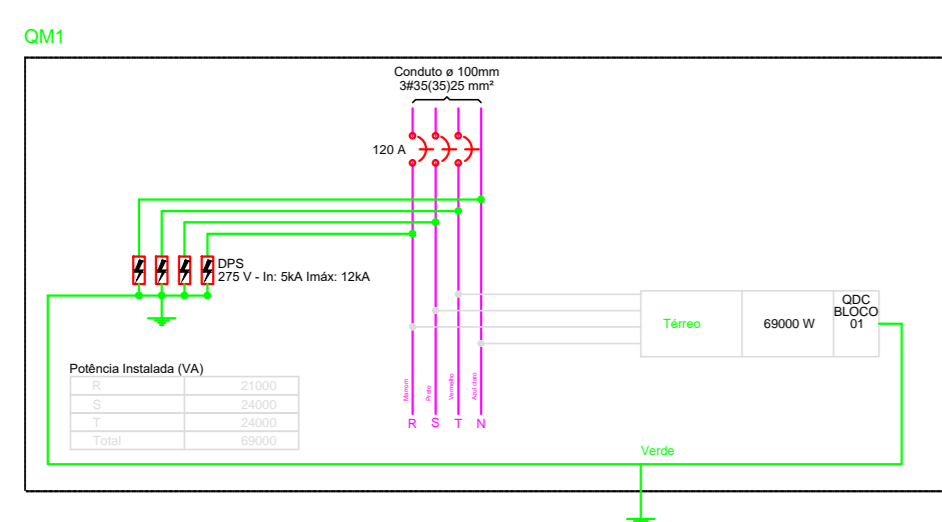 QM1
Conduto ø 100mm
3#35(35)25 mm²
120 A
DPS
275 V - In: 5kA Imáx: 12kA
Térreo
69000 W
QDC
BLOCO
01
Potência Instalada (VA)
R 21000
S 24000
T 24000
Total 69000
Marrom
Preto
Vermelho
Azul claro
R S T N
Verde